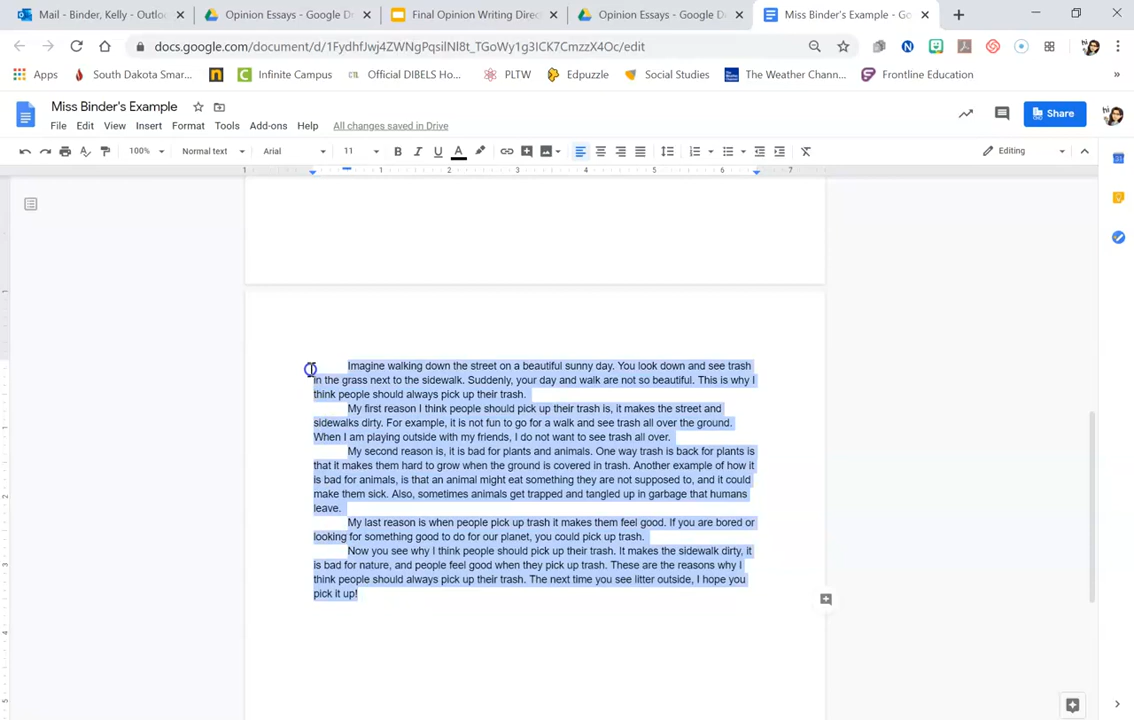 Mail - Binder, Kelly - Outloo
Opinion Essays - Google Dr
Final Opinion Writing Direc
Opinion Essays - Google D
Miss Binder's Example - Go
docs.google.com/document/d/1FydhfJwj4ZWNgPqsilNl8t_TGoWy1g3ICK7CmzzX4Oc/edit
Apps
South Dakota Smar...
Infinite Campus
Official DIBELS Ho...
PLTW
Edpuzzle
Social Studies
The Weather Chann...
Frontline Education
»
Miss Binder's Example
File Edit View Insert Format Tools Add-ons Help All changes saved in Drive
Share
100% Normal text Arial 11 B I U A Editing
1 1 2 3 4 5 6 7
Imagine walking down the street on a beautiful sunny day. You look down and see trash
in the grass next to the sidewalk. Suddenly, your day and walk are not so beautiful. This is why I
think people should always pick up their trash.
My first reason I think people should pick up their trash is, it makes the street and
sidewalks dirty. For example, it is not fun to go for a walk and see trash all over the ground.
When I am playing outside with my friends, I do not want to see trash all over.
My second reason is, it is bad for plants and animals. One way trash is back for plants is
that it makes them hard to grow when the ground is covered in trash. Another example of how it
is bad for animals, is that an animal might eat something they are not supposed to, and it could
make them sick. Also, sometimes animals get trapped and tangled up in garbage that humans
leave.
My last reason is when people pick up trash it makes them feel good. If you are bored or
looking for something good to do for our planet, you could pick up trash.
Now you see why I think people should pick up their trash. It makes the sidewalk dirty, it
is bad for nature, and people feel good when they pick up trash. These are the reasons why I
think people should always pick up their trash. The next time you see litter outside, I hope you
pick it up!